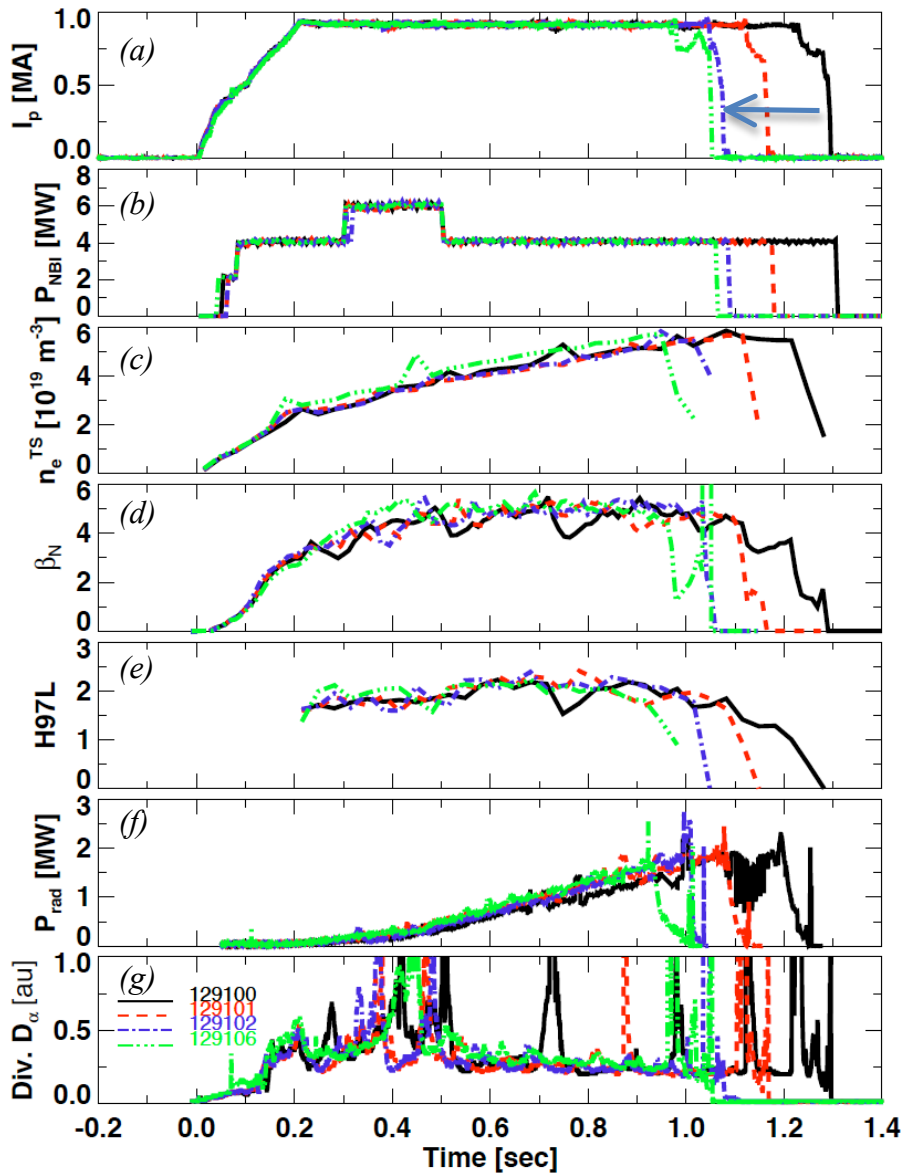 (a)
I_p [MA]
1.0
0.5
0.0
(b)
P_NBI [MW]
8
6
4
2
0
(c)
n_e^TS [10^19 m^-3]
6
4
2
0
(d)
β_N
6
4
2
0
(e)
H97L
3
2
1
0
(f)
P_rad [MW]
3
2
1
0
(g)
Div. D_α [au]
1.0
0.5
0.0
129100
129101
129102
129106
-0.2 0.0 0.2 0.4 0.6 0.8 1.0 1.2 1.4
Time [sec]